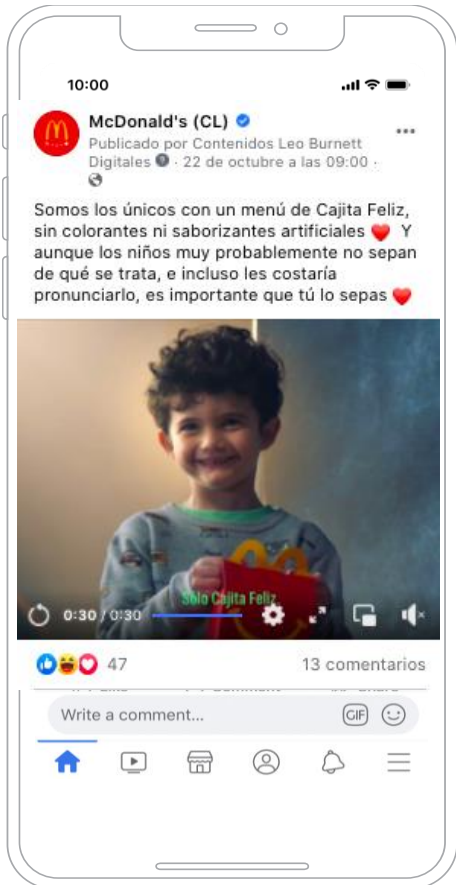 10:00
McDonald's (CL)
Publicado por Contenidos Leo Burnett
Digitales · 22 de octubre a las 09:00 ·
Somos los únicos con un menú de Cajita Feliz,
sin colorantes ni saborizantes artificiales ❤️ Y
aunque los niños muy probablemente no sepan
de qué se trata, e incluso les costaría
pronunciarlo, es importante que tú lo sepas ❤️
Sólo Cajita Feliz
0:30 / 0:30
47 13 comentarios
Write a comment... GIF